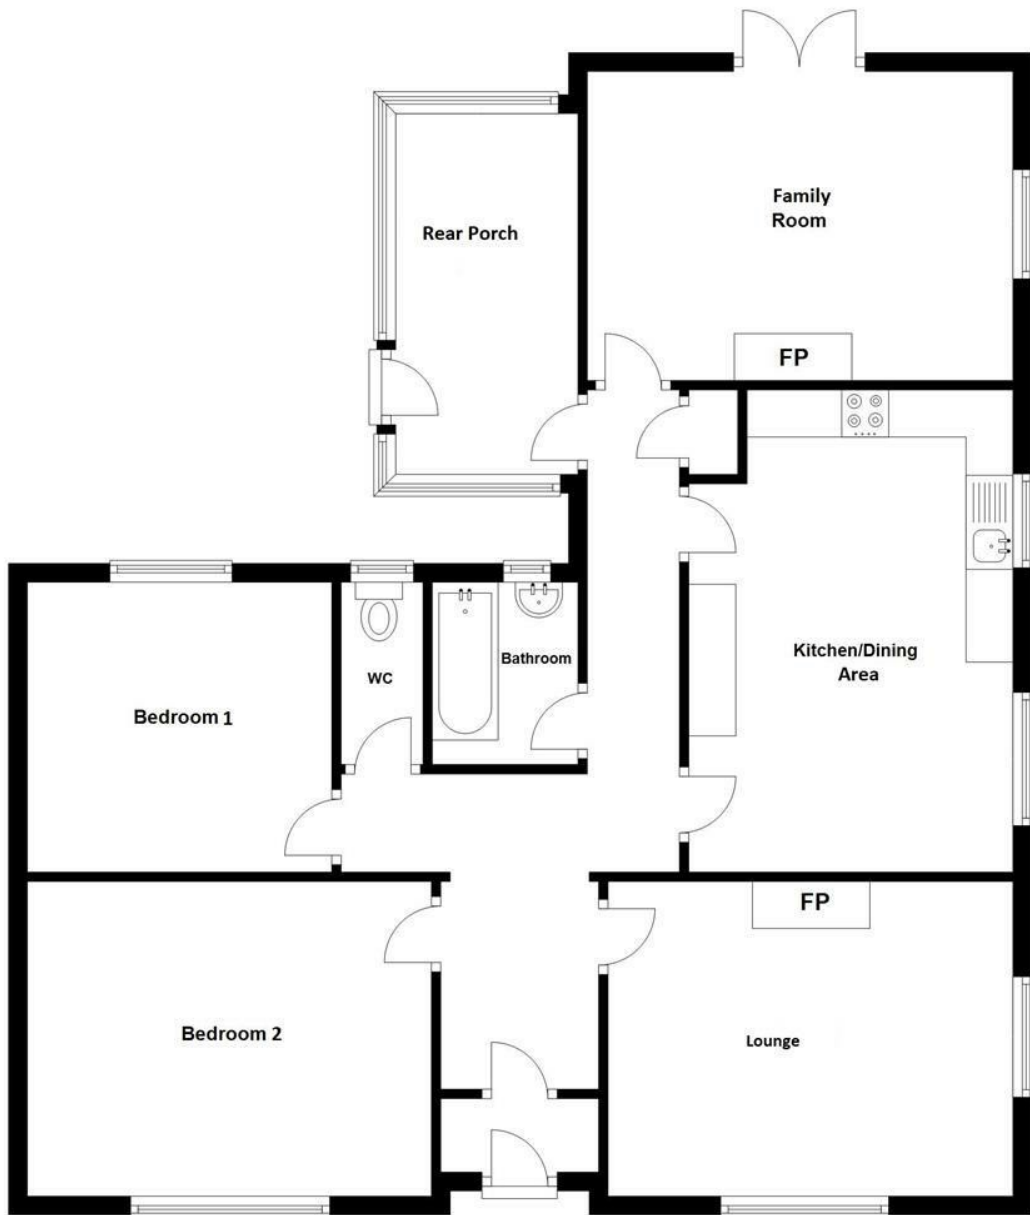 Family
Room
Rear Porch
FP
Kitchen/Dining
Area
Bathroom
WC
Bedroom 1
FP
Bedroom 2
Lounge